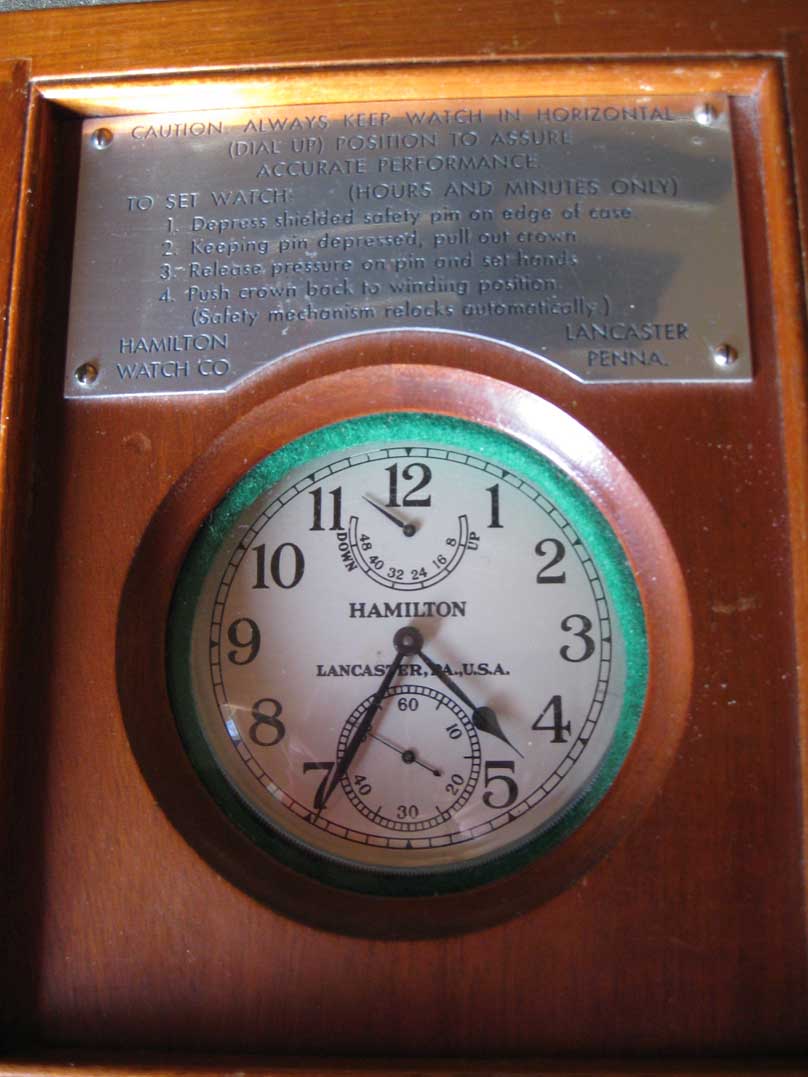 CAUTION: ALWAYS KEEP WATCH IN HORIZONTAL
(DIAL UP) POSITION TO ASSURE
ACCURATE PERFORMANCE.
TO SET WATCH: (HOURS AND MINUTES ONLY)
1. Depress shielded safety pin on edge of case.
2. Keeping pin depressed, pull out crown.
3. Release pressure on pin and set hands.
4. Push crown back to winding position.
(Safety mechanism relocks automatically.)
HAMILTON WATCH CO.
LANCASTER PENNA.
12
11 1
DOWN 48 40 32 24 16 8 UP
10 2
HAMILTON
9 3
LANCASTER, PA., U.S.A.
8 4
60
10
7 5
40 20
30